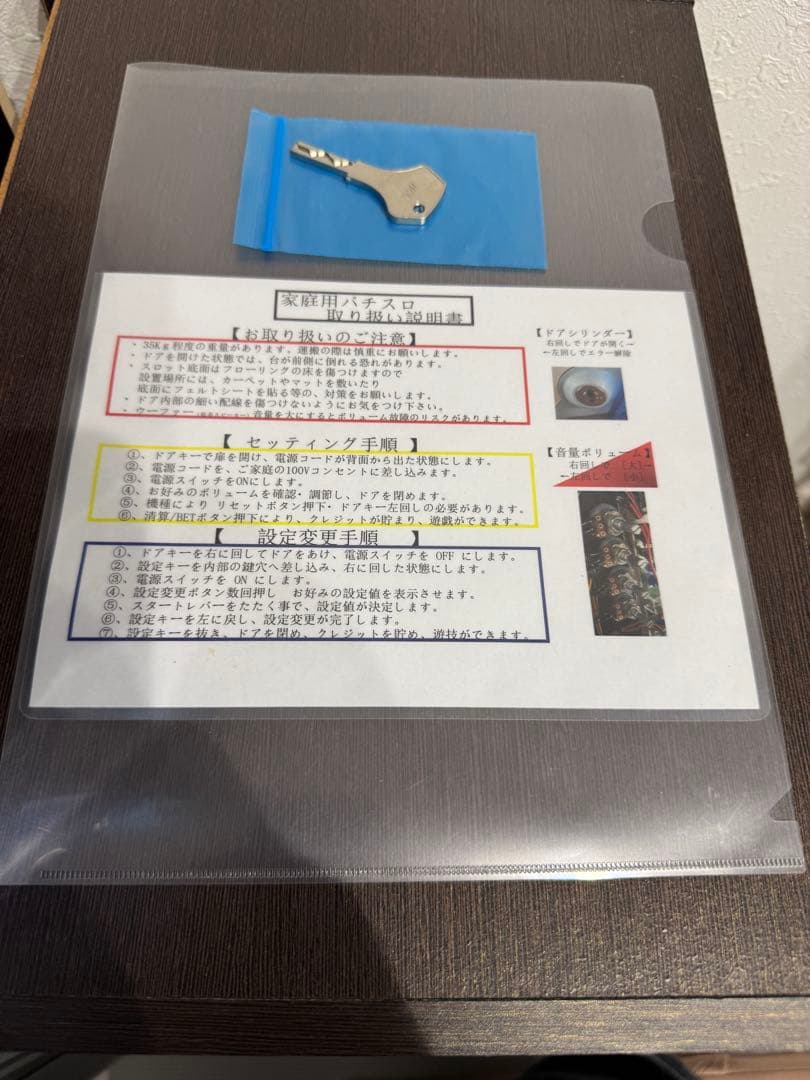 家庭用パチスロ
取り扱い説明書
【お取り扱いのご注意】
・35Kg程度の重量があります。運搬の際は慎重にお願いします。
・ドアを開けた状態では、台が前側に倒れる恐れがあります。
・スロット底面はフローリングの床を傷つけますので
設置場所には、カーペットやマットを敷いたり
底面にフェルトシートを貼る等の、対策をお願いします。
・ドア内部の細い配線を傷つけないようにお気をつけ下さい。
・ウーファー 音量を大にするとボリューム故障のリスクがあります。
【ドアシリンダー】
右回しでドアが開く→
←左回しでエラー解除
【 セッティング手順 】
①、ドアキーで扉を開け、電源コードが背面から出た状態にします。
②、電源コードを、ご家庭の100Vコンセントに差し込みます。
③、電源スイッチをONにします。
④、お好みのボリュームを確認・調節し、ドアを閉めます。
⑤、機種により リセットボタン押下・ドアキー左回しの必要があります。
⑥、清算/BETボタン押下により、クレジットが貯まり、遊戯ができます。
【音量ボリューム】
右回しで 【大】→
←左回しで 【小】
【 設定変更手順 】
①、ドアキーを右に回してドアをあけ、電源スイッチを OFF にします。
②、設定キーを内部の鍵穴へ差し込み、右に回した状態にします。
③、電源スイッチを ON にします。
④、設定変更ボタン数回押し お好みの設定値を表示させます。
⑤、スタートレバーをたたく事で、設定値が決定します。
⑥、設定キーを左に戻し、設定変更が完了します。
⑦、設定キーを抜き、ドアを閉め、クレジットを貯め、遊技ができます。